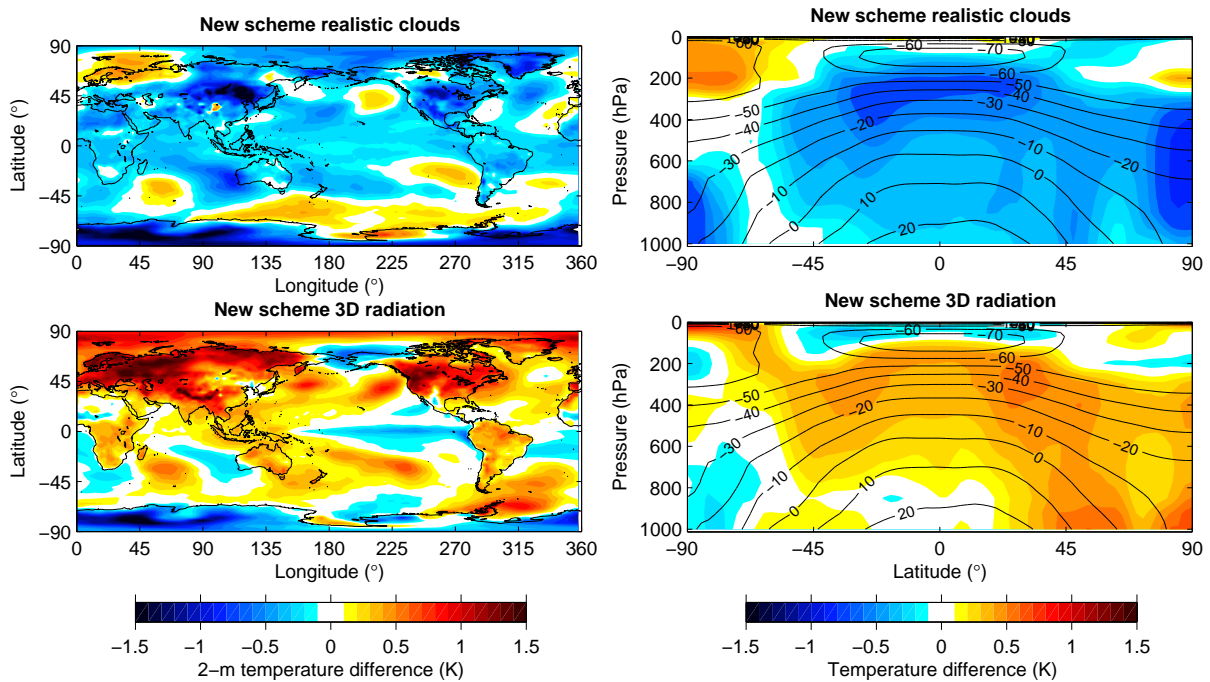 New scheme realistic clouds
90
45
0
−45
−90
Latitude (°)
0 45 90 135 180 225 270 315 360
Longitude (°)
New scheme realistic clouds
0
200
400
600
800
1000
Pressure (hPa)
−60 −60
−70
−60
−50 −50
−40 −40
−30 −30
−20 −20
−10 −10
0 0
−30
−10
20
−90 −45 0 45 90
New scheme 3D radiation
90
45
0
−45
−90
Latitude (°)
0 45 90 135 180 225 270 315 360
Longitude (°)
New scheme 3D radiation
0
200
400
600
800
1000
Pressure (hPa)
−60
−70
−60
−50 −50
−40 −40
−30 −30
−20 −20
−10 −10
0 0
−30
10
20
−90 −45 0 45 90
Latitude (°)
−1.5 −1 −0.5 0 0.5 1 1.5
2−m temperature difference (K)
−1.5 −1 −0.5 0 0.5 1 1.5
Temperature difference (K)